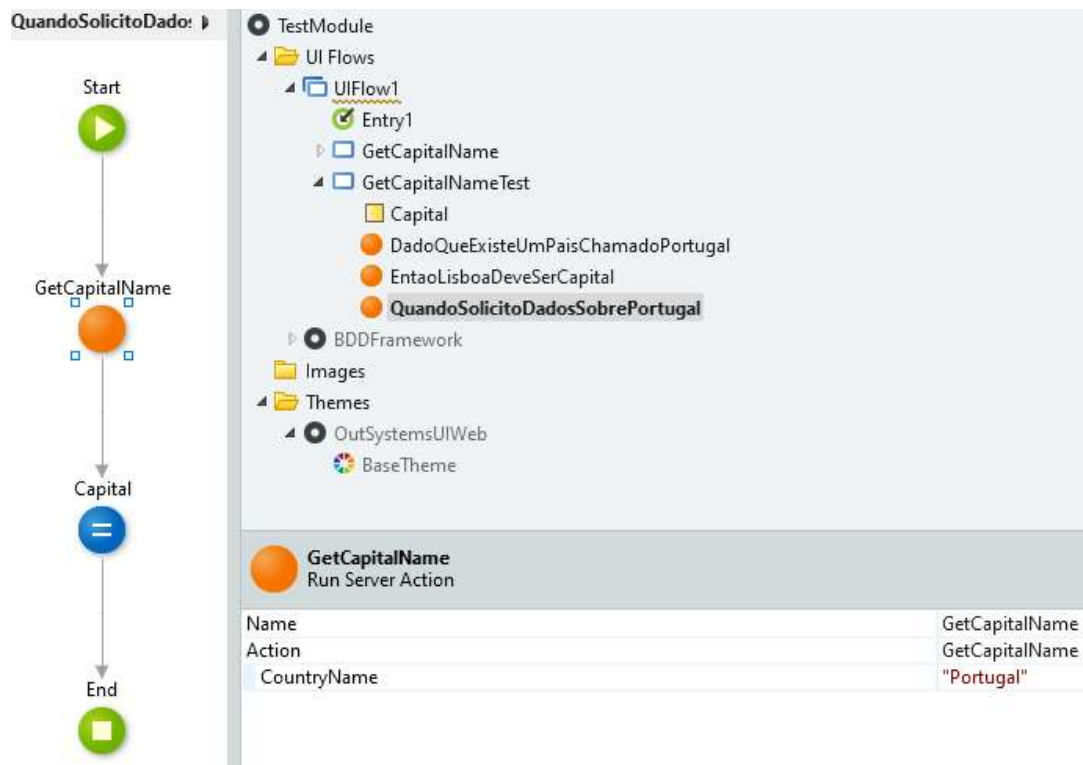 QuandoSolicitoDados
Start
GetCapitalName
Capital
End
TestModule
UI Flows
UIFlow1
Entry1
GetCapitalName
GetCapitalNameTest
Capital
DadoQueExisteUmPaisChamadoPortugal
EntaoLisboaDeveSerCapital
QuandoSolicitoDadosSobrePortugal
BDDFramework
Images
Themes
OutSystemsUIWeb
BaseTheme
GetCapitalName
Run Server Action
Name GetCapitalName
Action GetCapitalName
CountryName "Portugal"